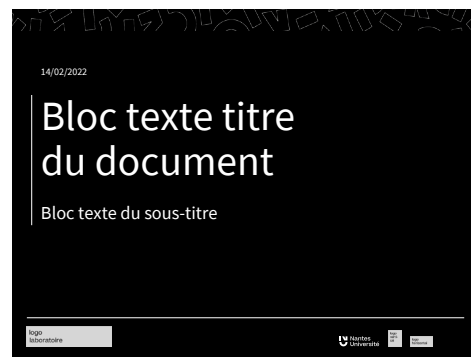 14/02/2022
Bloc texte titre
du document
Bloc texte du sous-titre
logo
laboratoire
Nantes
Université